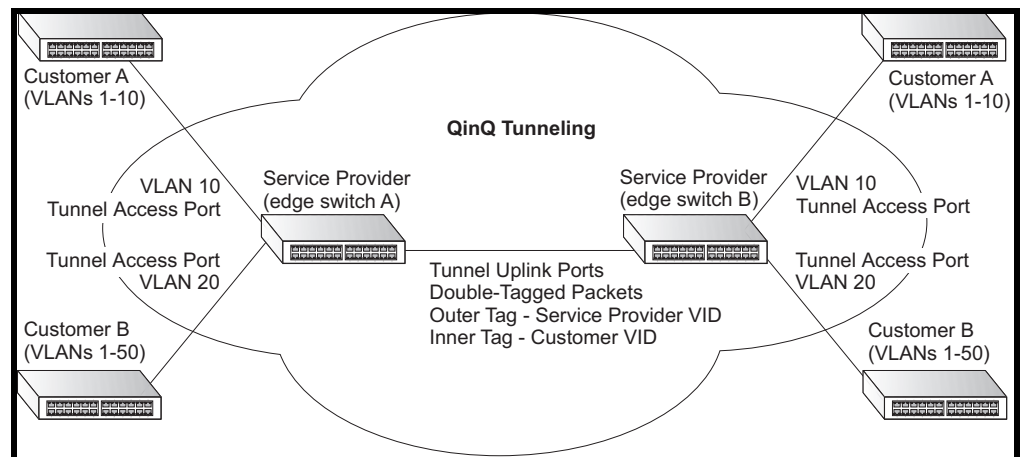 Customer A
(VLANs 1-10)
Customer A
(VLANs 1-10)
QinQ Tunneling
VLAN 10
Tunnel Access Port
Service Provider
(edge switch A)
Service Provider
(edge switch B)
VLAN 10
Tunnel Access Port
Tunnel Access Port
VLAN 20
Tunnel Uplink Ports
Double-Tagged Packets
Outer Tag - Service Provider VID
Inner Tag - Customer VID
Tunnel Access Port
VLAN 20
Customer B
(VLANs 1-50)
Customer B
(VLANs 1-50)